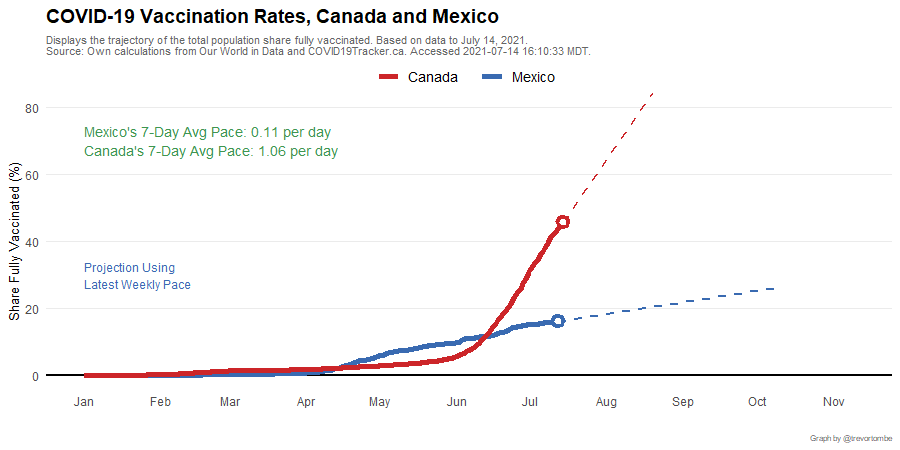 COVID-19 Vaccination Rates, Canada and Mexico
Displays the trajectory of the total population share fully vaccinated. Based on data to July 14, 2021.
Source: Own calculations from Our World in Data and COVID19Tracker.ca. Accessed 2021-07-14 16:10:33 MDT.
Canada Mexico
Share Fully Vaccinated (%)
80
60
40
20
0
Mexico's 7-Day Avg Pace: 0.11 per day
Canada's 7-Day Avg Pace: 1.06 per day
Projection Using
Latest Weekly Pace
Jan Feb Mar Apr May Jun Jul Aug Sep Oct Nov
Graph by @trevortombe